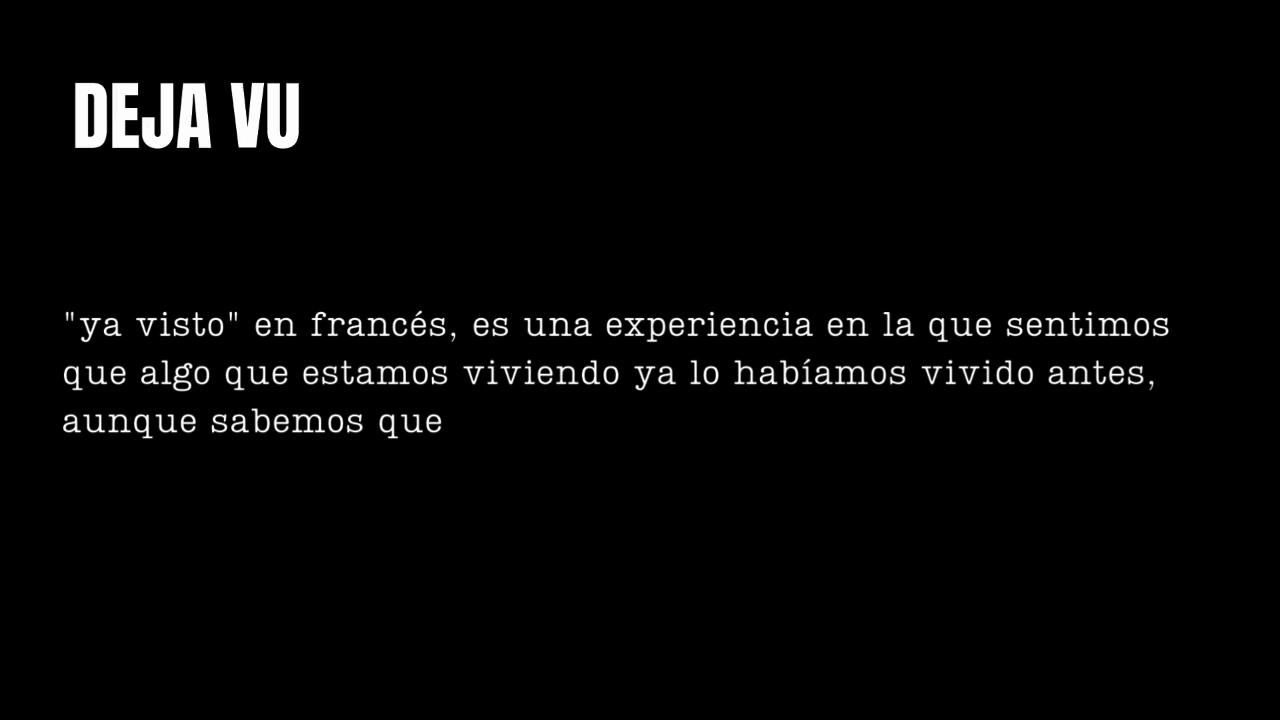 DEJA VU
"ya visto" en francés, es una experiencia en la que sentimos
que algo que estamos viviendo ya lo habíamos vivido antes,
aunque sabemos que